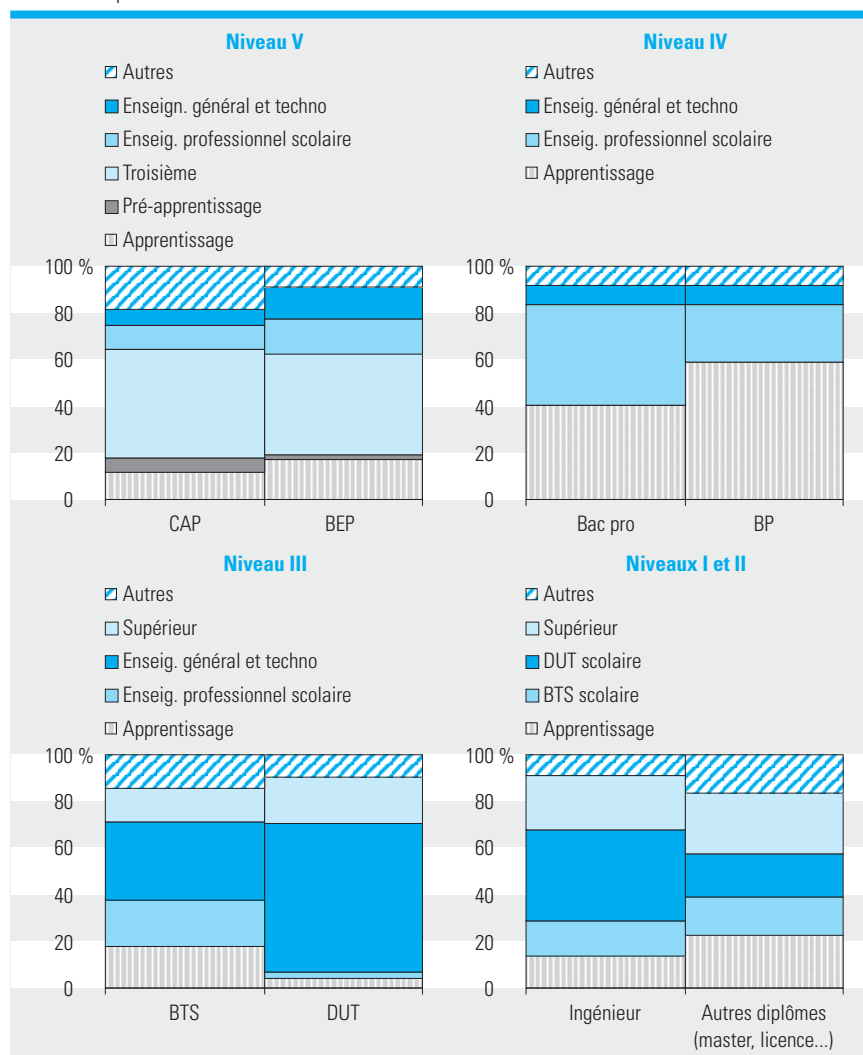 Niveau V
Autres
Enseign. général et techno
Enseig. professionnel scolaire
Troisième
Pré-apprentissage
Apprentissage
100 %
80
60
40
20
0
CAP BEP
Niveau IV
Autres
Enseig. général et techno
Enseig. professionnel scolaire
Apprentissage
100 %
80
60
40
20
0
Bac pro BP
Niveau III
Autres
Supérieur
Enseig. général et techno
Enseig. professionnel scolaire
Apprentissage
100 %
80
60
40
20
0
BTS DUT
Niveaux I et II
Autres
Supérieur
DUT scolaire
BTS scolaire
Apprentissage
100 %
80
60
40
20
0
Ingénieur Autres diplômes
(master, licence...)